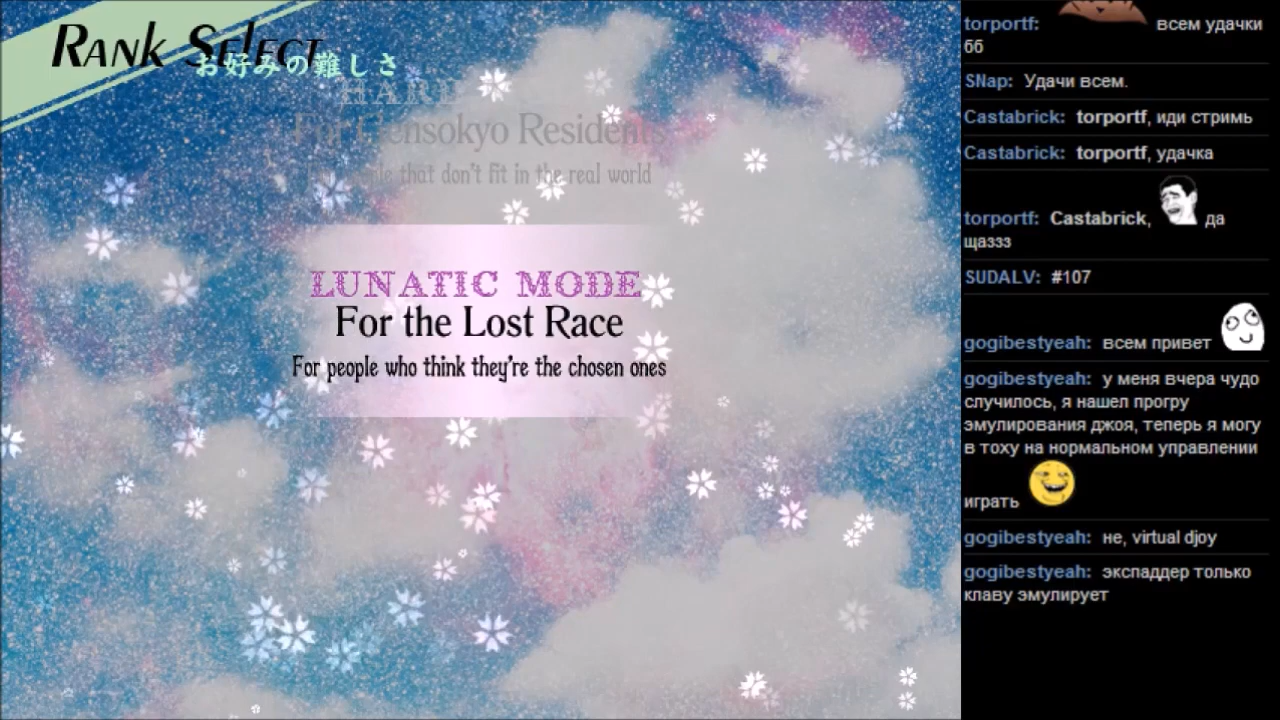 RANK SELECT
お好みの難しさ
HARD
For Gensokyo Residents
people that don't fit in the real world
LUNATIC MODE
For the Lost Race
For people who think they're the chosen ones
torportf: всем удачки
бб
SNap: Удачи всем.
Castabrick: torportf, иди стримь
Castabrick: torportf, удачка
torportf: Castabrick, да
щаззз
SUDALV: #107
gogibestyeah: всем привет
gogibestyeah: у меня вчера чудо
случилось, я нашел прогру
эмулирования джоя, теперь я могу
в тоху на нормальном управлении
играть
gogibestyeah: не, virtual djoy
gogibestyeah: экспаддер только
клаву эмулирует